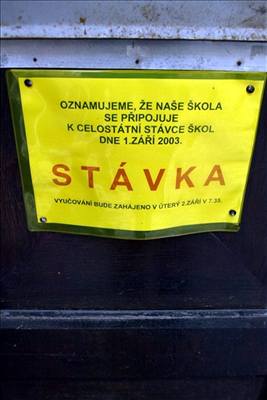 OZNAMUJEME, ŽE NAŠE ŠKOLA
SE PŘIPOJUJE
K CELOSTÁTNÍ STÁVCE ŠKOL
DNE 1.ZÁŘÍ 2003.
STÁVKA
VYUČOVÁNÍ BUDE ZAHÁJENO V ÚTERÝ 2.ZÁŘÍ V 7.35.